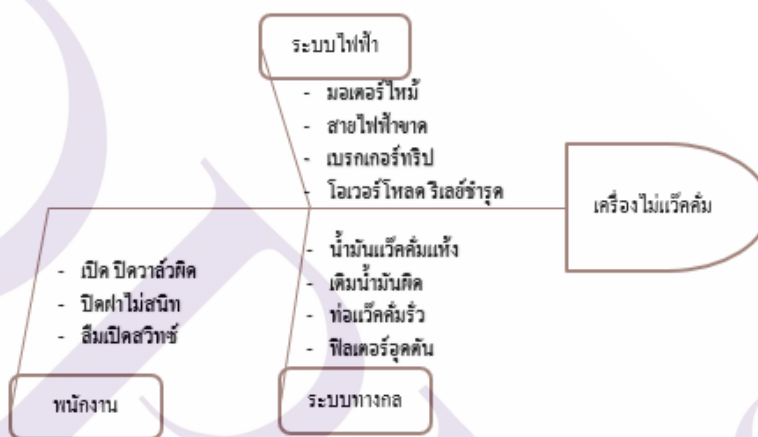 ระบบไฟฟ้า
- มอเตอร์ไหม้
- สายไฟฟ้าขาด
- เบรกเกอร์ทริป
- โอเวอร์โหลด รีเลย์ชำรุด
เครื่องไม่แว๊คคั่ม
- เปิด ปิดวาล์วผิด
- ปิดฝาไม่สนิท
- ลืมเปิดสวิทซ์
พนักงาน
- น้ำมันแว๊คคั่มแห้ง
- เติมน้ำมันผิด
- ท่อแว๊คคั่มรั่ว
- ฟิลเตอร์อุดตัน
ระบบทางกล